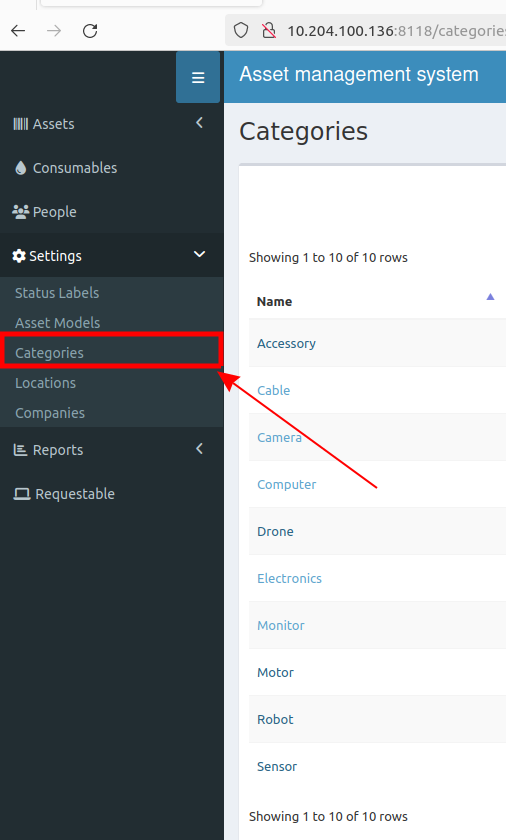 10.204.100.136:8118/categories
Asset management system
Assets
Consumables
People
Settings
Status Labels
Asset Models
Categories
Locations
Companies
Reports
Requestable
Categories
Showing 1 to 10 of 10 rows
Name
Accessory
Cable
Camera
Computer
Drone
Electronics
Monitor
Motor
Robot
Sensor
Showing 1 to 10 of 10 rows